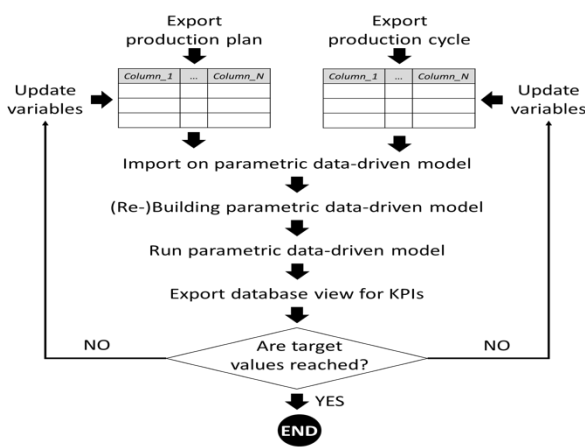 Export
production plan
Export
production cycle
Update
variables
Column_1 ... Column_N
Column_1 ... Column_N
Update
variables
Import on parametric data-driven model
(Re-)Building parametric data-driven model
Run parametric data-driven model
Export database view for KPIs
NO
Are target
values reached?
NO
YES
END